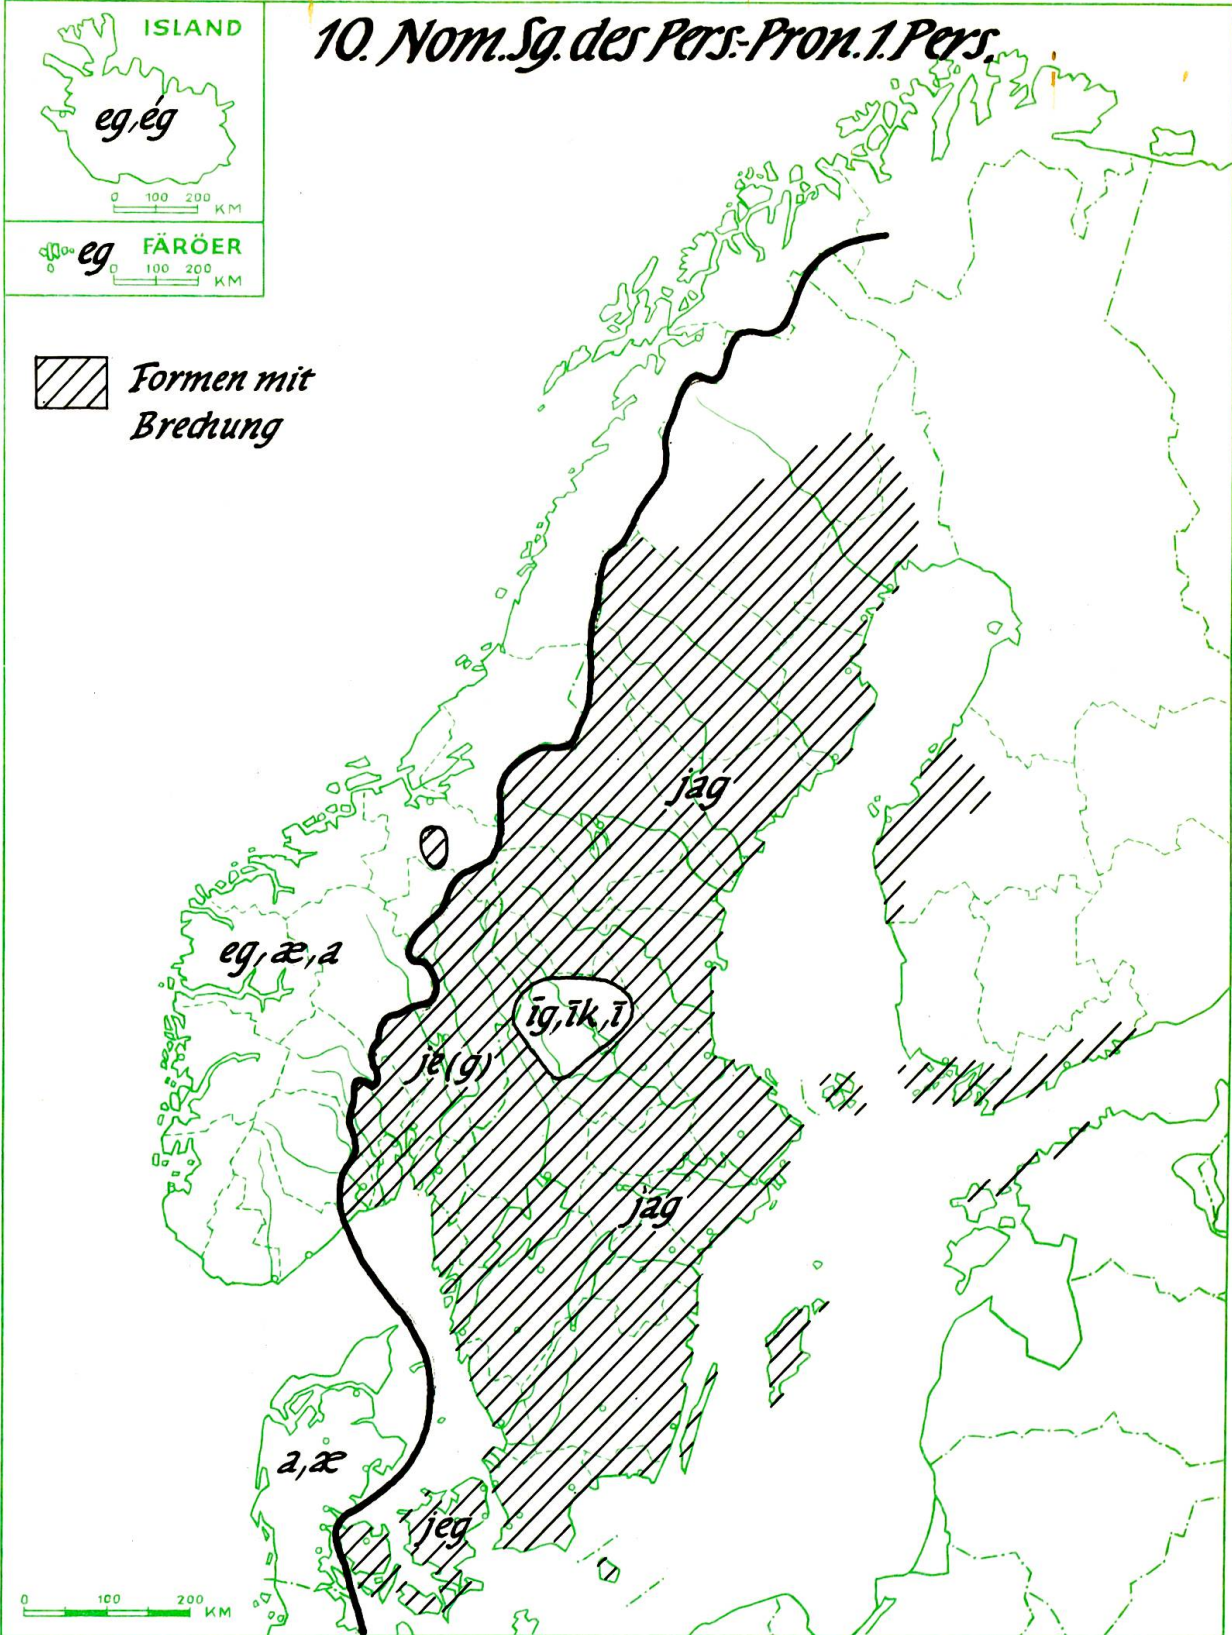 10. Nom.Sg. des Pers.-Pron. 1. Pers.
ISLAND
eg, ég
0 100 200 KM
eg FÄRÖER
0 100 200 KM
Formen mit
Brechung
jag
eg, æ, a
īg, īk, ī
je(g)
jag
a, æ
jeg
0 100 200 KM